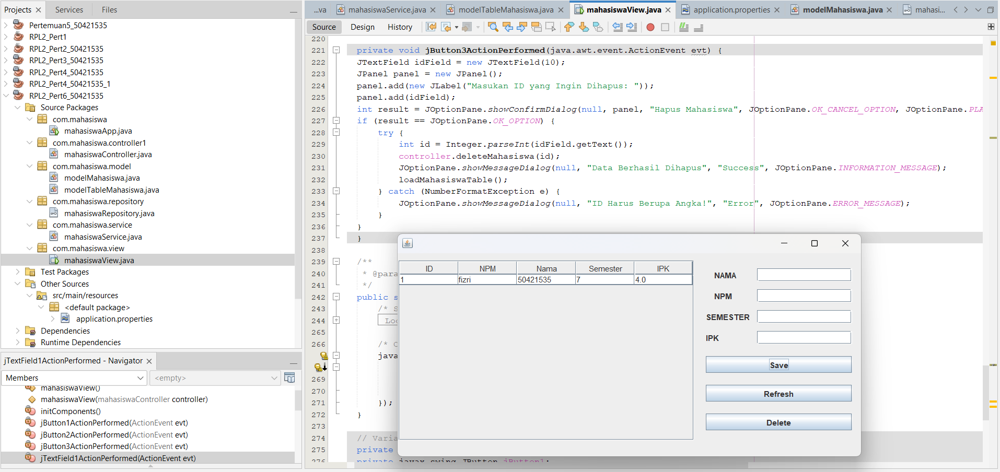 Projects Services Files
Pertemuan5_50421535
RPL2_Pert1
RPL2_Pert2_50421535
RPL2_Pert3_50421535
RPL2_Pert4_50421535
RPL2_Pert4_50421535_1
RPL2_Pert6_50421535
Source Packages
com.mahasiswa
mahasiswaApp.java
com.mahasiswa.controller1
mahasiswaController.java
com.mahasiswa.model
modelMahasiswa.java
modelTableMahasiswa.java
com.mahasiswa.repository
mahasiswaRepository.java
com.mahasiswa.service
mahasiswaService.java
com.mahasiswa.view
mahasiswaView.java
Test Packages
Other Sources
src/main/resources
<default package>
application.properties
Dependencies
Runtime Dependencies
jTextField1ActionPerformed - Navigator
Members <empty>
mahasiswaView()
mahasiswaView(mahasiswaController controller)
initComponents()
jButton1ActionPerformed(ActionEvent evt)
jButton2ActionPerformed(ActionEvent evt)
jButton3ActionPerformed(ActionEvent evt)
jTextField1ActionPerformed(ActionEvent evt)
...va mahasiswaService.java modelTableMahasiswa.java mahasiswaView.java application.properties modelMahasiswa.java mahasi...
Source Design History
220
221 private void jButton3ActionPerformed(java.awt.event.ActionEvent evt) {
222 JTextField idField = new JTextField(10);
223 JPanel panel = new JPanel();
224 panel.add(new JLabel("Masukan ID yang Ingin Dihapus: "));
225 panel.add(idField);
226 int result = JOptionPane.showConfirmDialog(null, panel, "Hapus Mahasiswa", JOptionPane.OK_CANCEL_OPTION, JOptionPane.PLA
227 if (result == JOptionPane.OK_OPTION) {
228 try {
229 int id = Integer.parseInt(idField.getText());
230 controller.deleteMahasiswa(id);
231 JOptionPane.showMessageDialog(null, "Data Berhasil Dihapus", "Success", JOptionPane.INFORMATION_MESSAGE);
232 loadMahasiswaTable();
233 } catch (NumberFormatException e) {
234 JOptionPane.showMessageDialog(null, "ID Harus Berupa Angka!", "Error", JOptionPane.ERROR_MESSAGE);
235 }
236 }
237 }
238
239 /**
240 * @para
241 */
242 public s
243 /* S
244 Loo
265
266 /* C
java
269
270
271 });
272 }
273
274 // Varia
275 private
276 private javax.swing.JButton jButton1;
ID NPM Nama Semester IPK
1 fizri 50421535 7 4.0
NAMA
NPM
SEMESTER
IPK
Save
Refresh
Delete